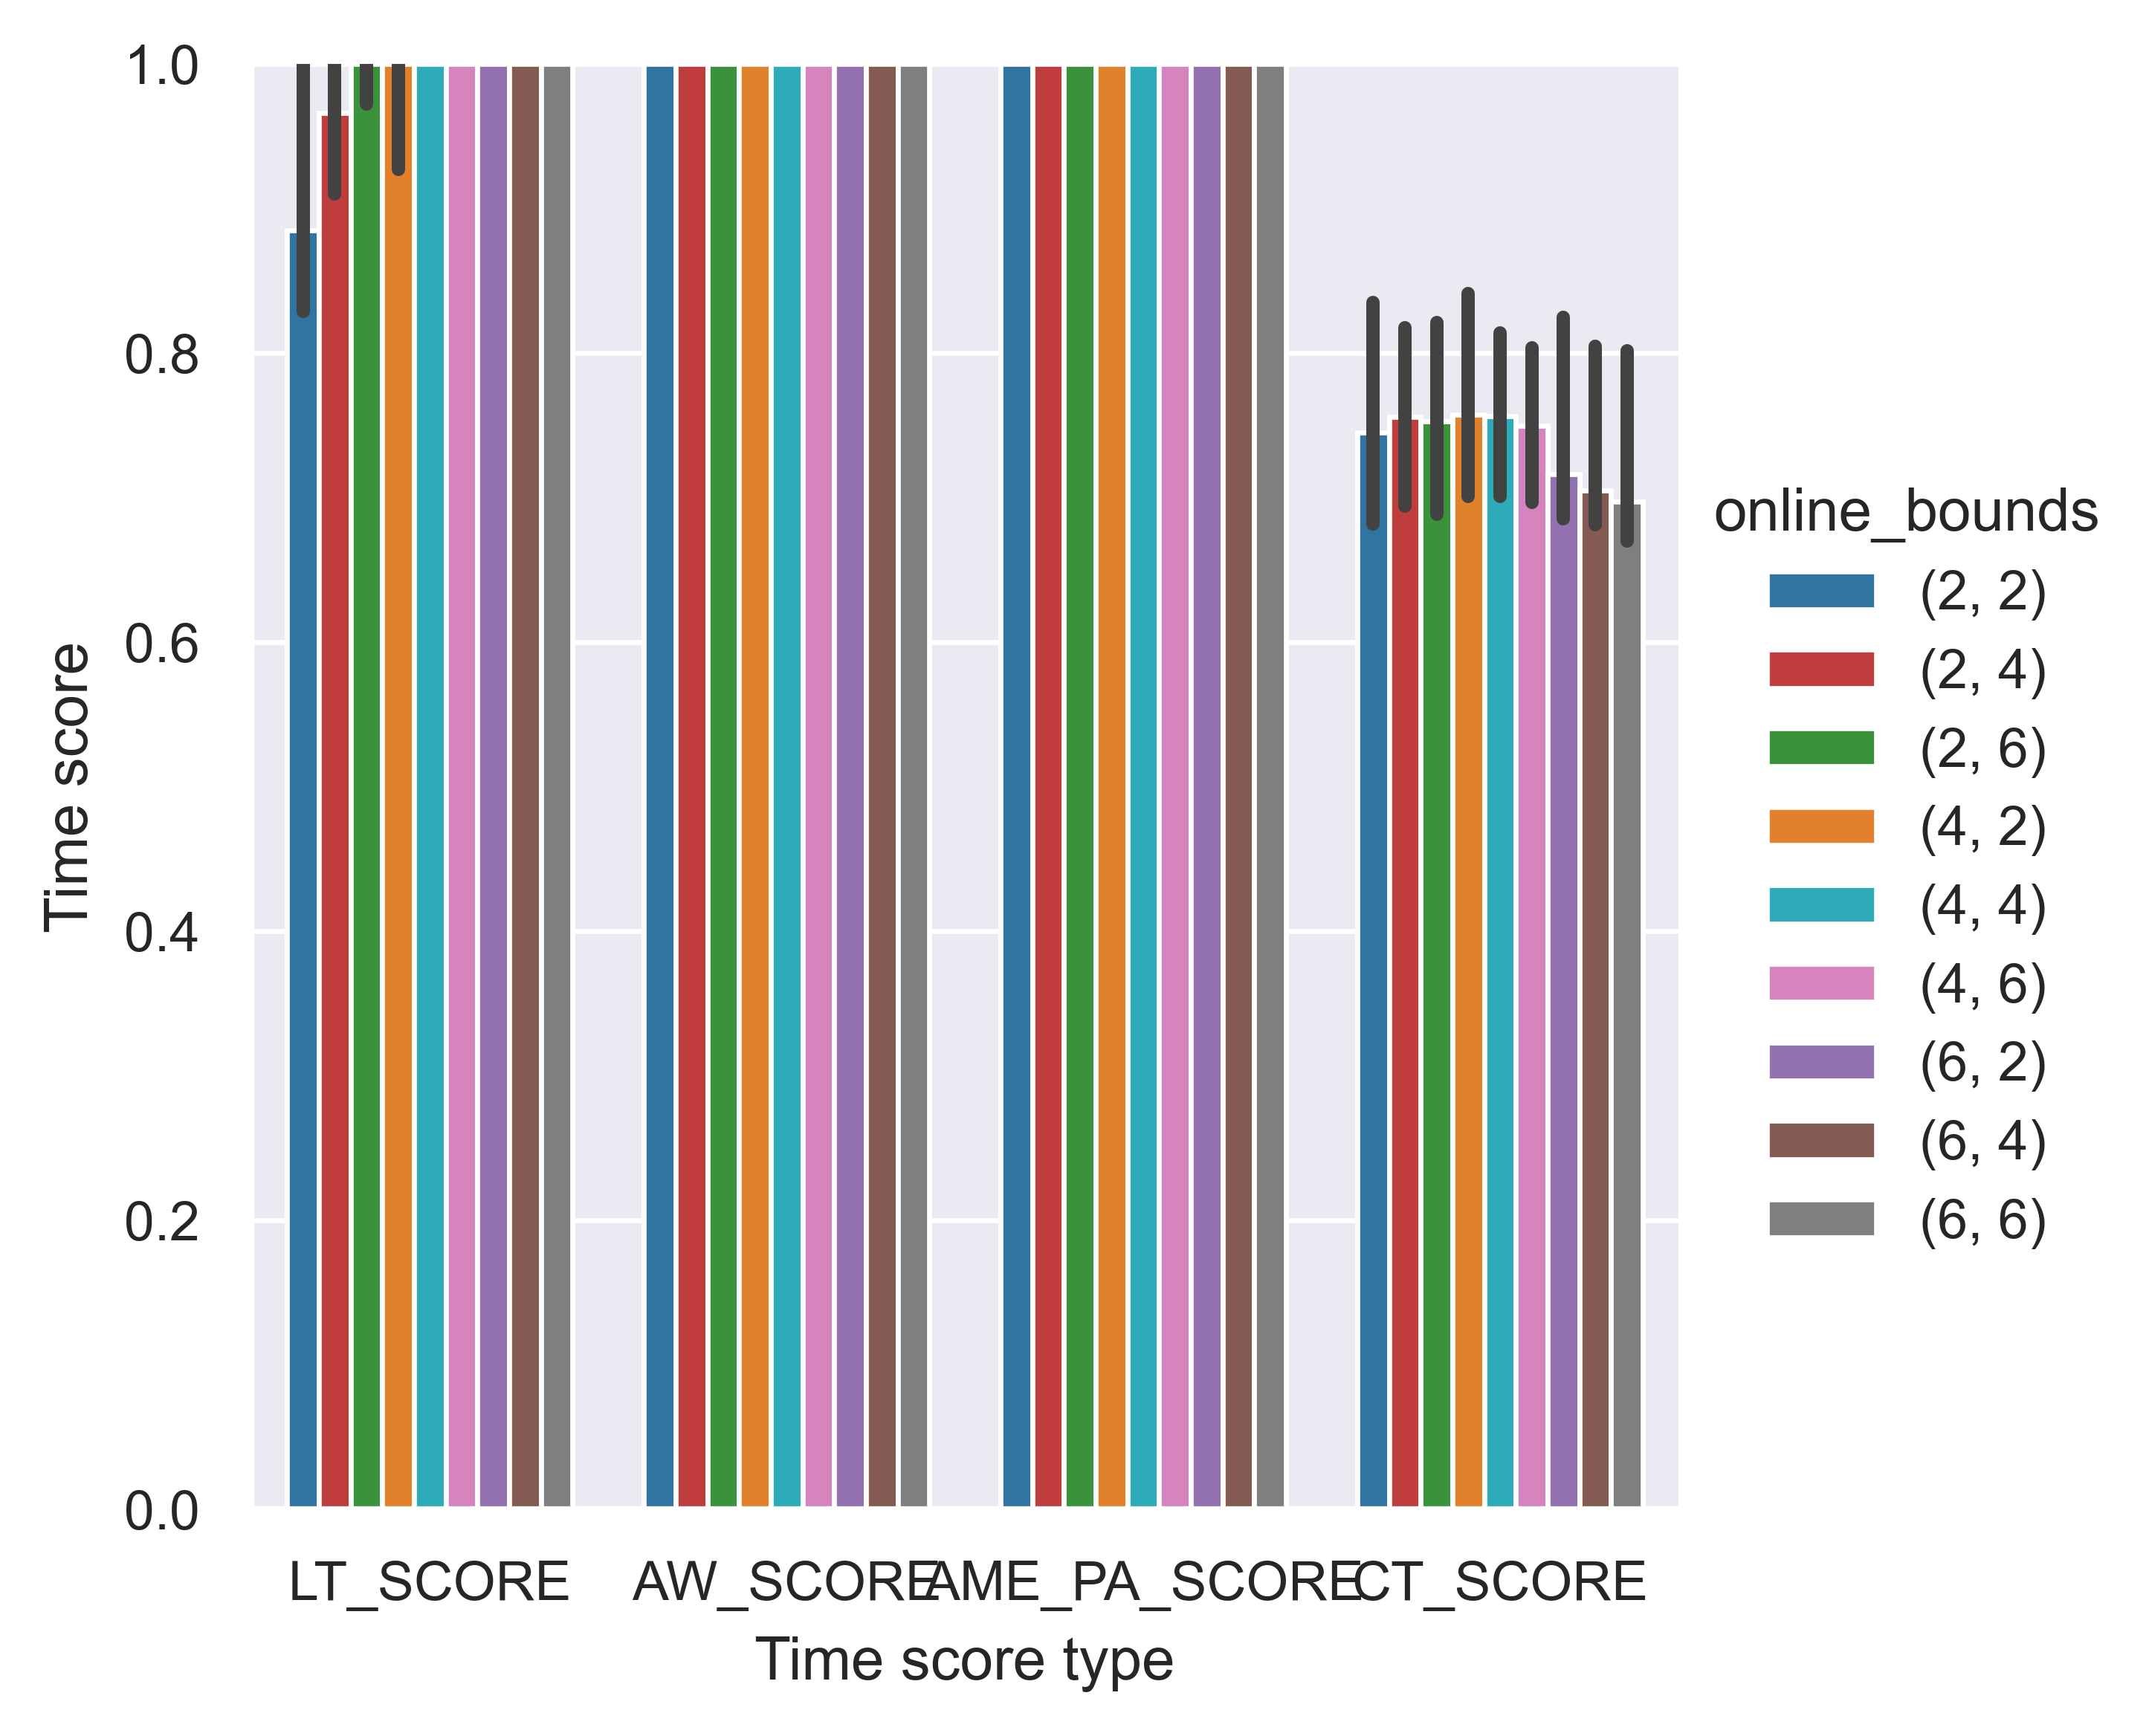 1.0
0.8
0.6
0.4
0.2
0.0
Time score
LT_SCORE
AW_SCORE
AME_PA_SCORE
CT_SCORE
Time score type
online_bounds
(2, 2)
(2, 4)
(2, 6)
(4, 2)
(4, 4)
(4, 6)
(6, 2)
(6, 4)
(6, 6)